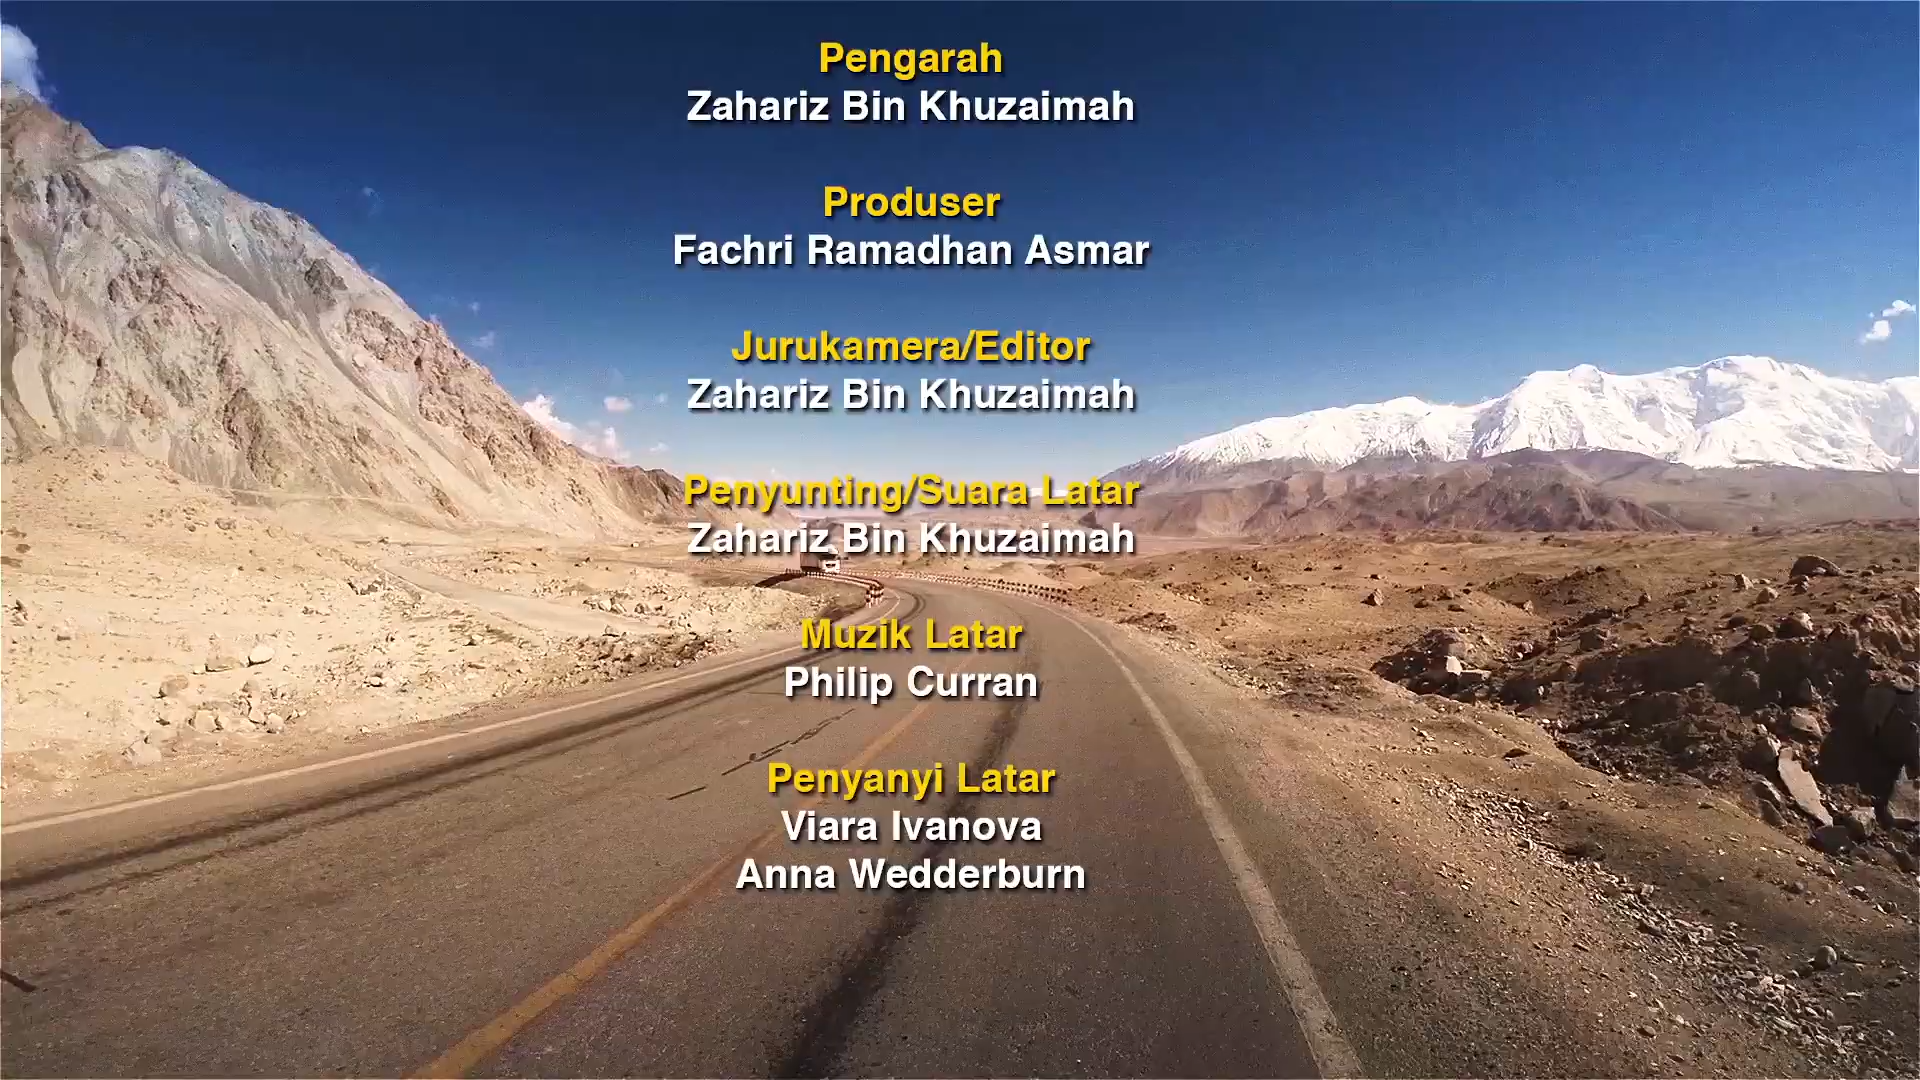 Pengarah
Zahariz Bin Khuzaimah
Produser
Fachri Ramadhan Asmar
Jurukamera/Editor
Zahariz Bin Khuzaimah
Penyunting/Suara Latar
Zahariz Bin Khuzaimah
Muzik Latar
Philip Curran
Penyanyi Latar
Viara Ivanova
Anna Wedderburn